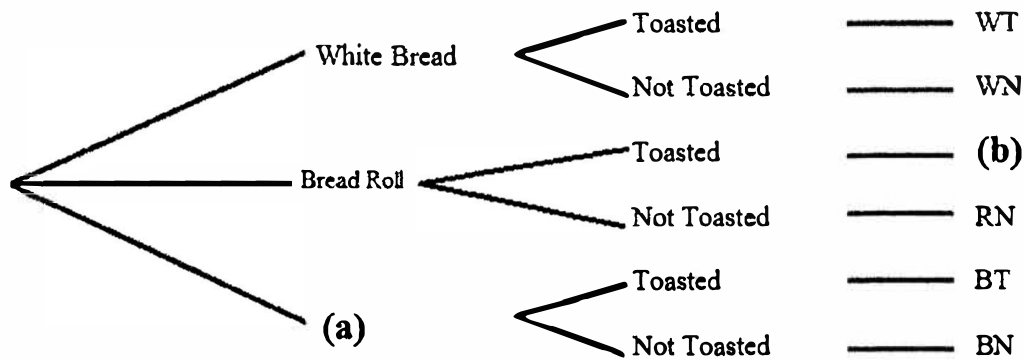 Toasted WT
White Bread
Not Toasted WN
Toasted (b)
Bread Roll
Not Toasted RN
Toasted BT
(a)
Not Toasted BN